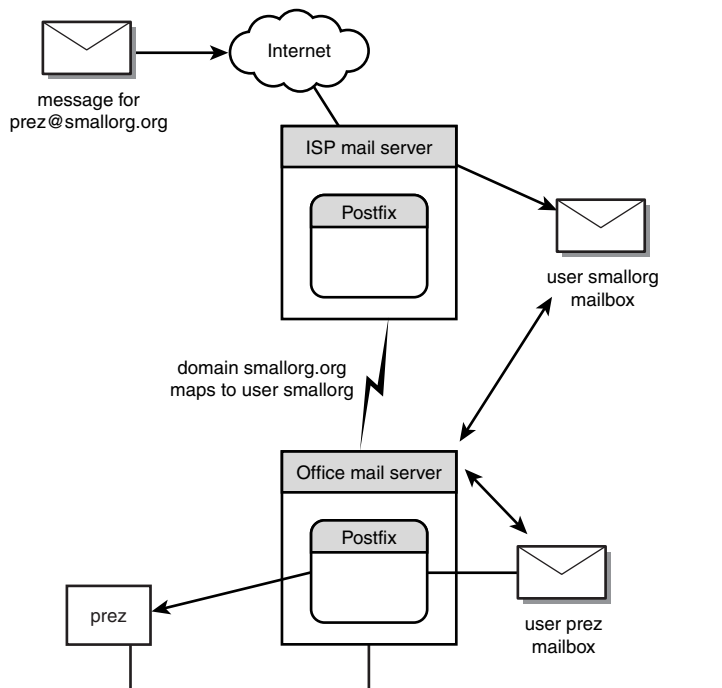 Internet
message for
prez@smallorg.org
ISP mail server
Postfix
user smallorg
mailbox
domain smallorg.org
maps to user smallorg
Office mail server
Postfix
prez
user prez
mailbox